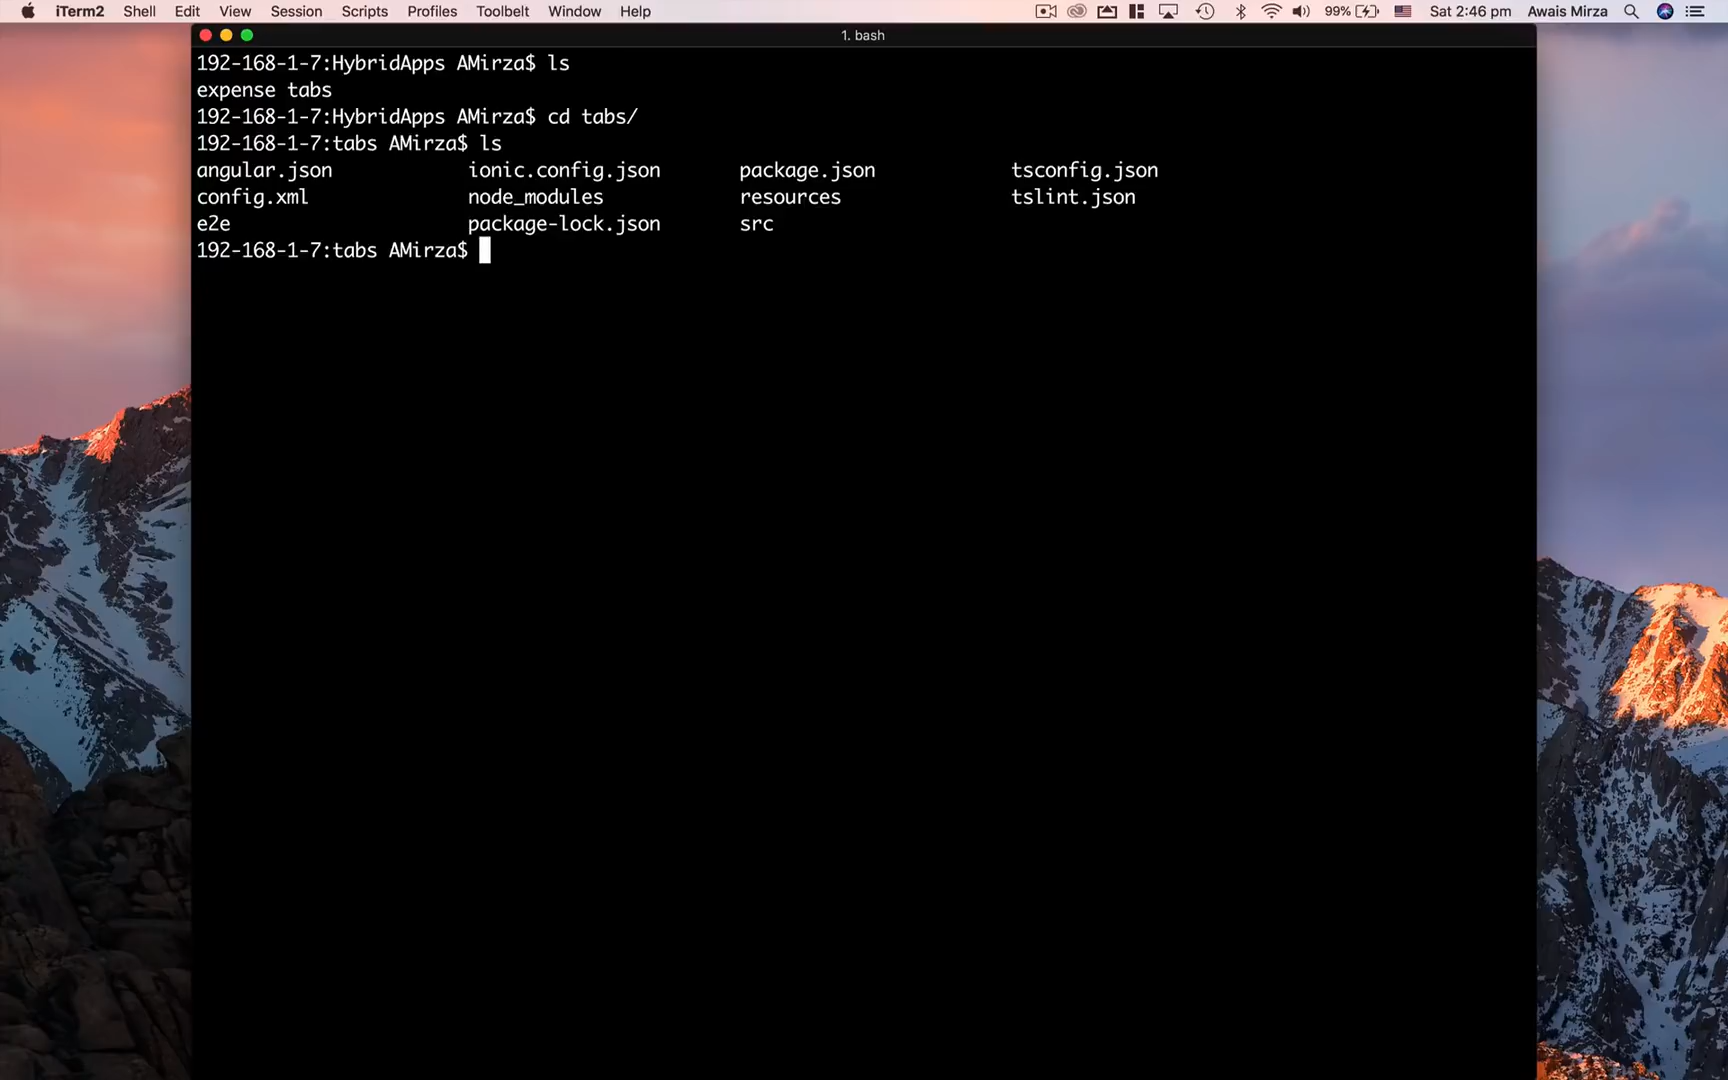 iTerm2 Shell Edit View Session Scripts Profiles Toolbelt Window Help 99% Sat 2:46 pm Awais Mirza
1. bash
192-168-1-7:HybridApps AMirza$ ls
expense tabs
192-168-1-7:HybridApps AMirza$ cd tabs/
192-168-1-7:tabs AMirza$ ls
angular.json ionic.config.json package.json tsconfig.json
config.xml node_modules resources tslint.json
e2e package-lock.json src
192-168-1-7:tabs AMirza$